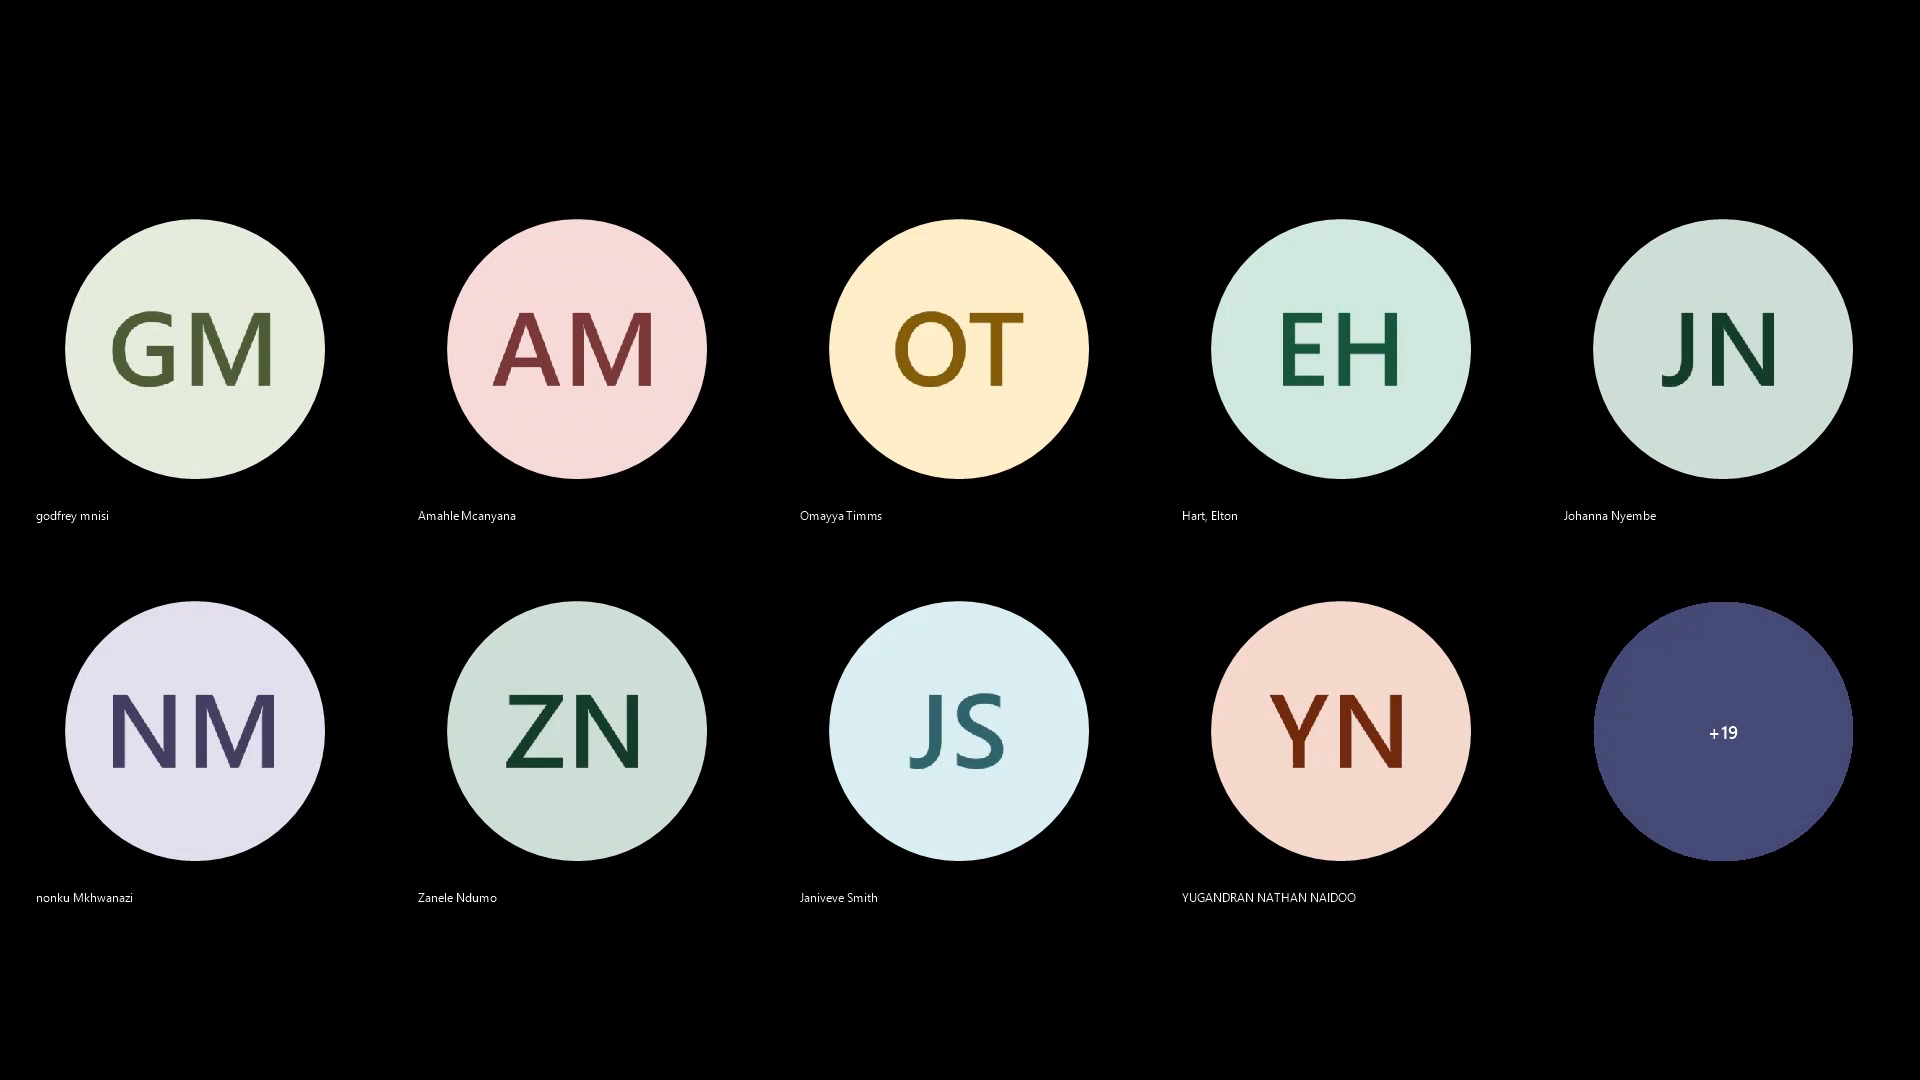 GM
AM
OT
EH
JN
godfrey mnisi
Amahle Mcanyana
Omayya Timms
Hart, Elton
Johanna Nyembe
NM
ZN
JS
YN
+19
nonku Mkhwanazi
Zanele Ndumo
Janiveve Smith
YUGANDRAN NATHAN NAIDOO